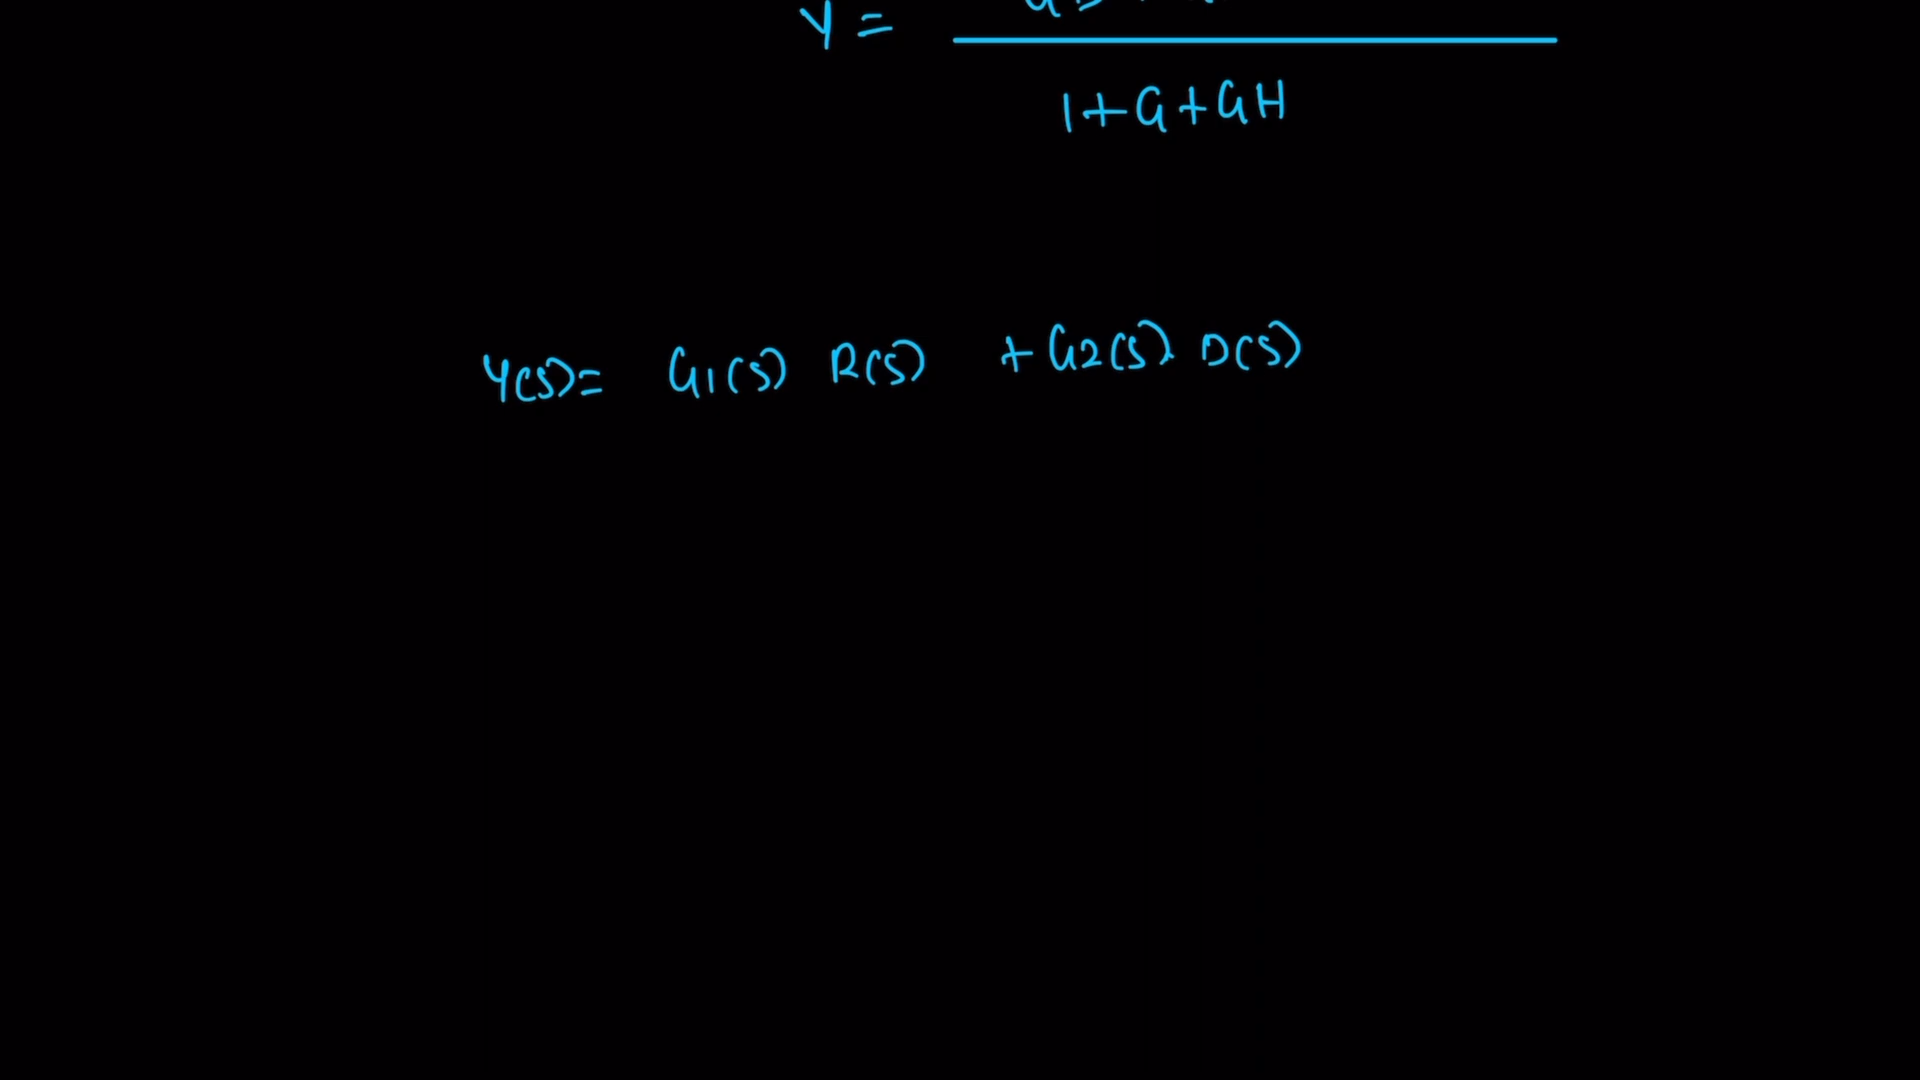 Y =
1 + G + GH
Y(s) = G1(s) R(s) + G2(s) D(s)